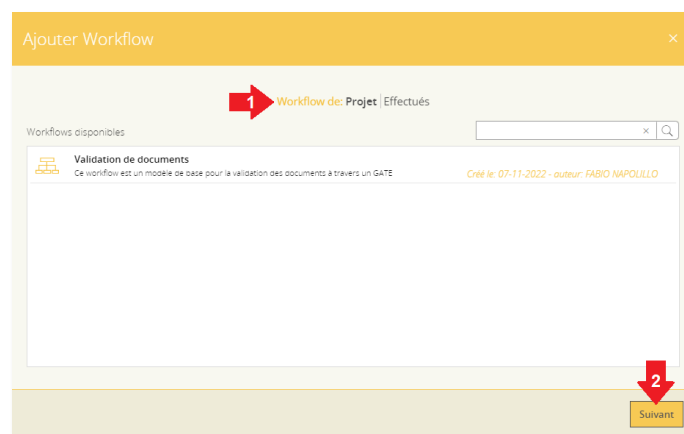 Ajouter Workflow ×
1 Workflow de: Projet | Effectués
Workflows disponibles ×
Validation de documents
Ce workflow est un modèle de base pour la validation des documents à travers un GATE
Créé le: 07-11-2022 - auteur: FABIO NAPOLILLO
2
Suivant